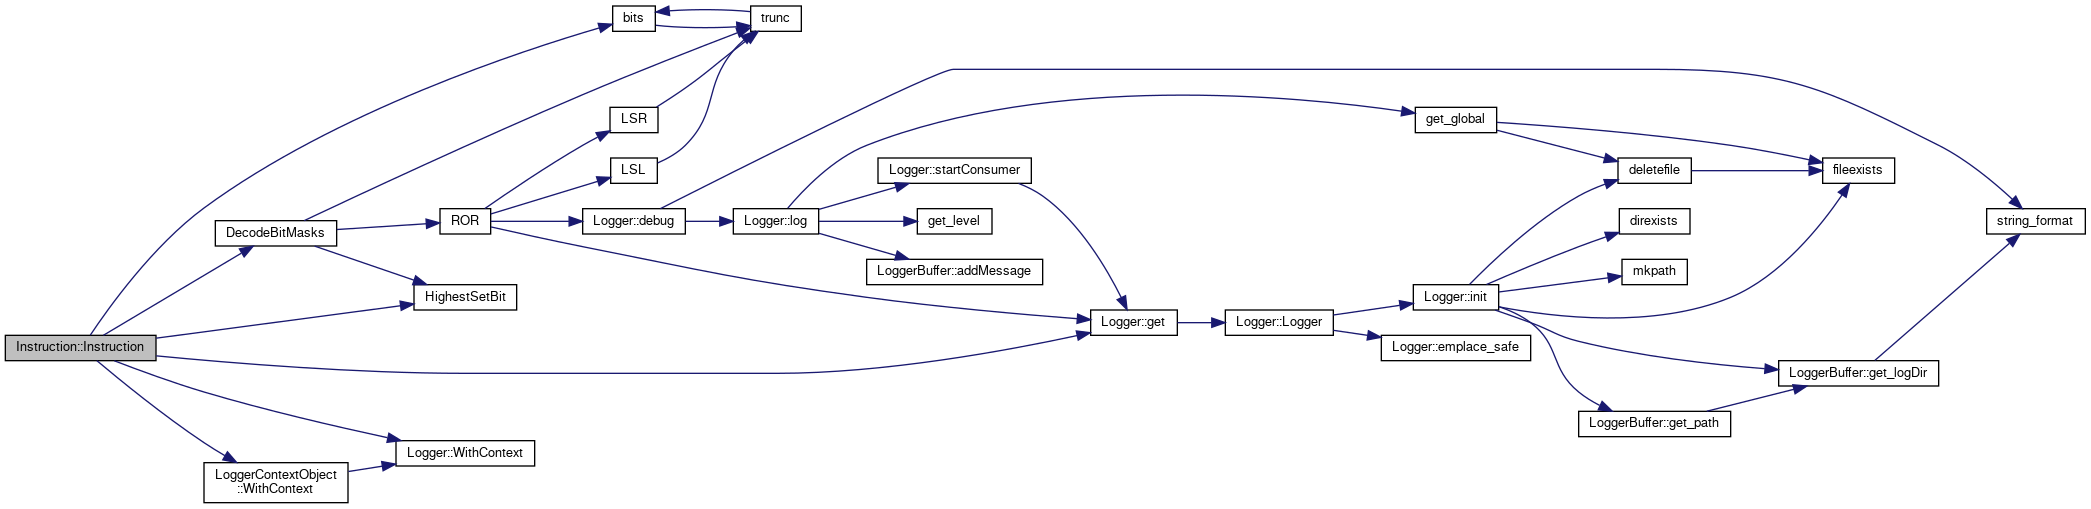 bits
trunc
LSR
get_global
Logger::startConsumer
LSL
deletefile
fileexists
DecodeBitMasks
ROR
Logger::debug
Logger::log
get_level
direxists
string_format
LoggerBuffer::addMessage
mkpath
HighestSetBit
Logger::init
Logger::get
Logger::Logger
Instruction::Instruction
Logger::emplace_safe
LoggerBuffer::get_logDir
LoggerBuffer::get_path
Logger::WithContext
LoggerContextObject
::WithContext